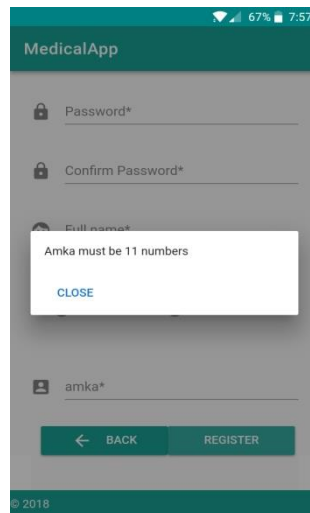 67% 7:57
MedicalApp
Password*
Confirm Password*
Full name*
Amka must be 11 numbers
CLOSE
amka*
BACK REGISTER
© 2018